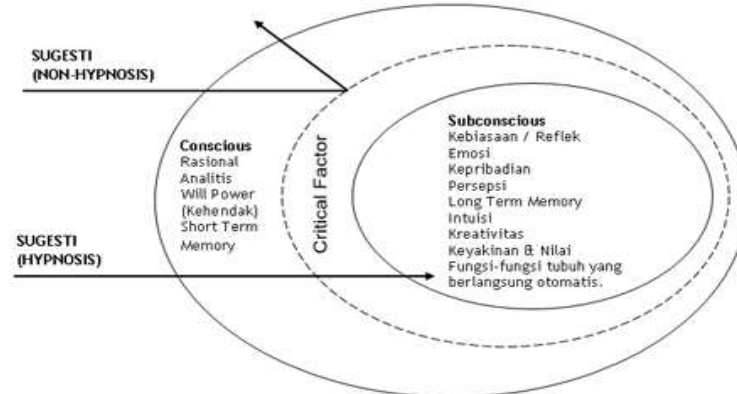 SUGESTI
(NON-HYPNOSIS)
Conscious
Rasional
Analitis
Will Power
(Kehendak)
Short Term
Memory
Critical Factor
Subconscious
Kebiasaan / Reflek
Emosi
Kepribadian
Persepsi
Long Term Memory
Intuisi
Kreativitas
Keyakinan & Nilai
Fungsi-fungsi tubuh yang
berlangsung otomatis.
SUGESTI
(HYPNOSIS)